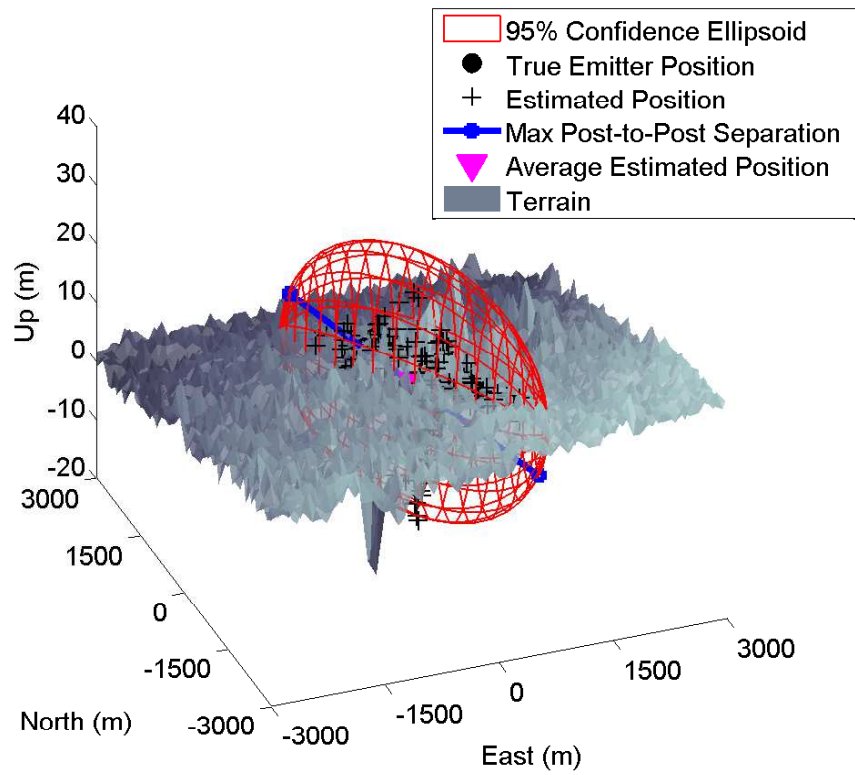 95% Confidence Ellipsoid
True Emitter Position
Estimated Position
Max Post-to-Post Separation
Average Estimated Position
Terrain
40
30
20
10
0
-10
-20
Up (m)
3000
1500
0
-1500
-3000
North (m)
-3000
-1500
0
1500
3000
East (m)